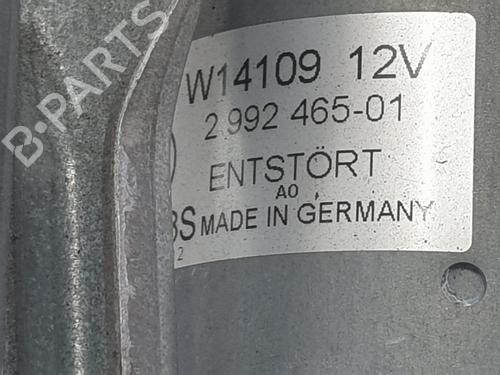 B-PARTS
W14109 12V
2 992 465-01
ENTSTÖRT
A0
BS MADE IN GERMANY
2